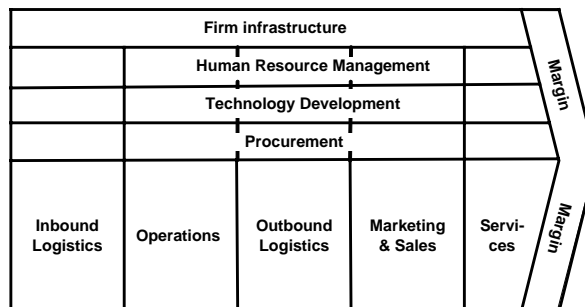 Firm infrastructure
Human Resource Management
Technology Development
Procurement
Margin
Inbound
Logistics
Operations
Outbound
Logistics
Marketing
& Sales
Servi-
ces
Margin